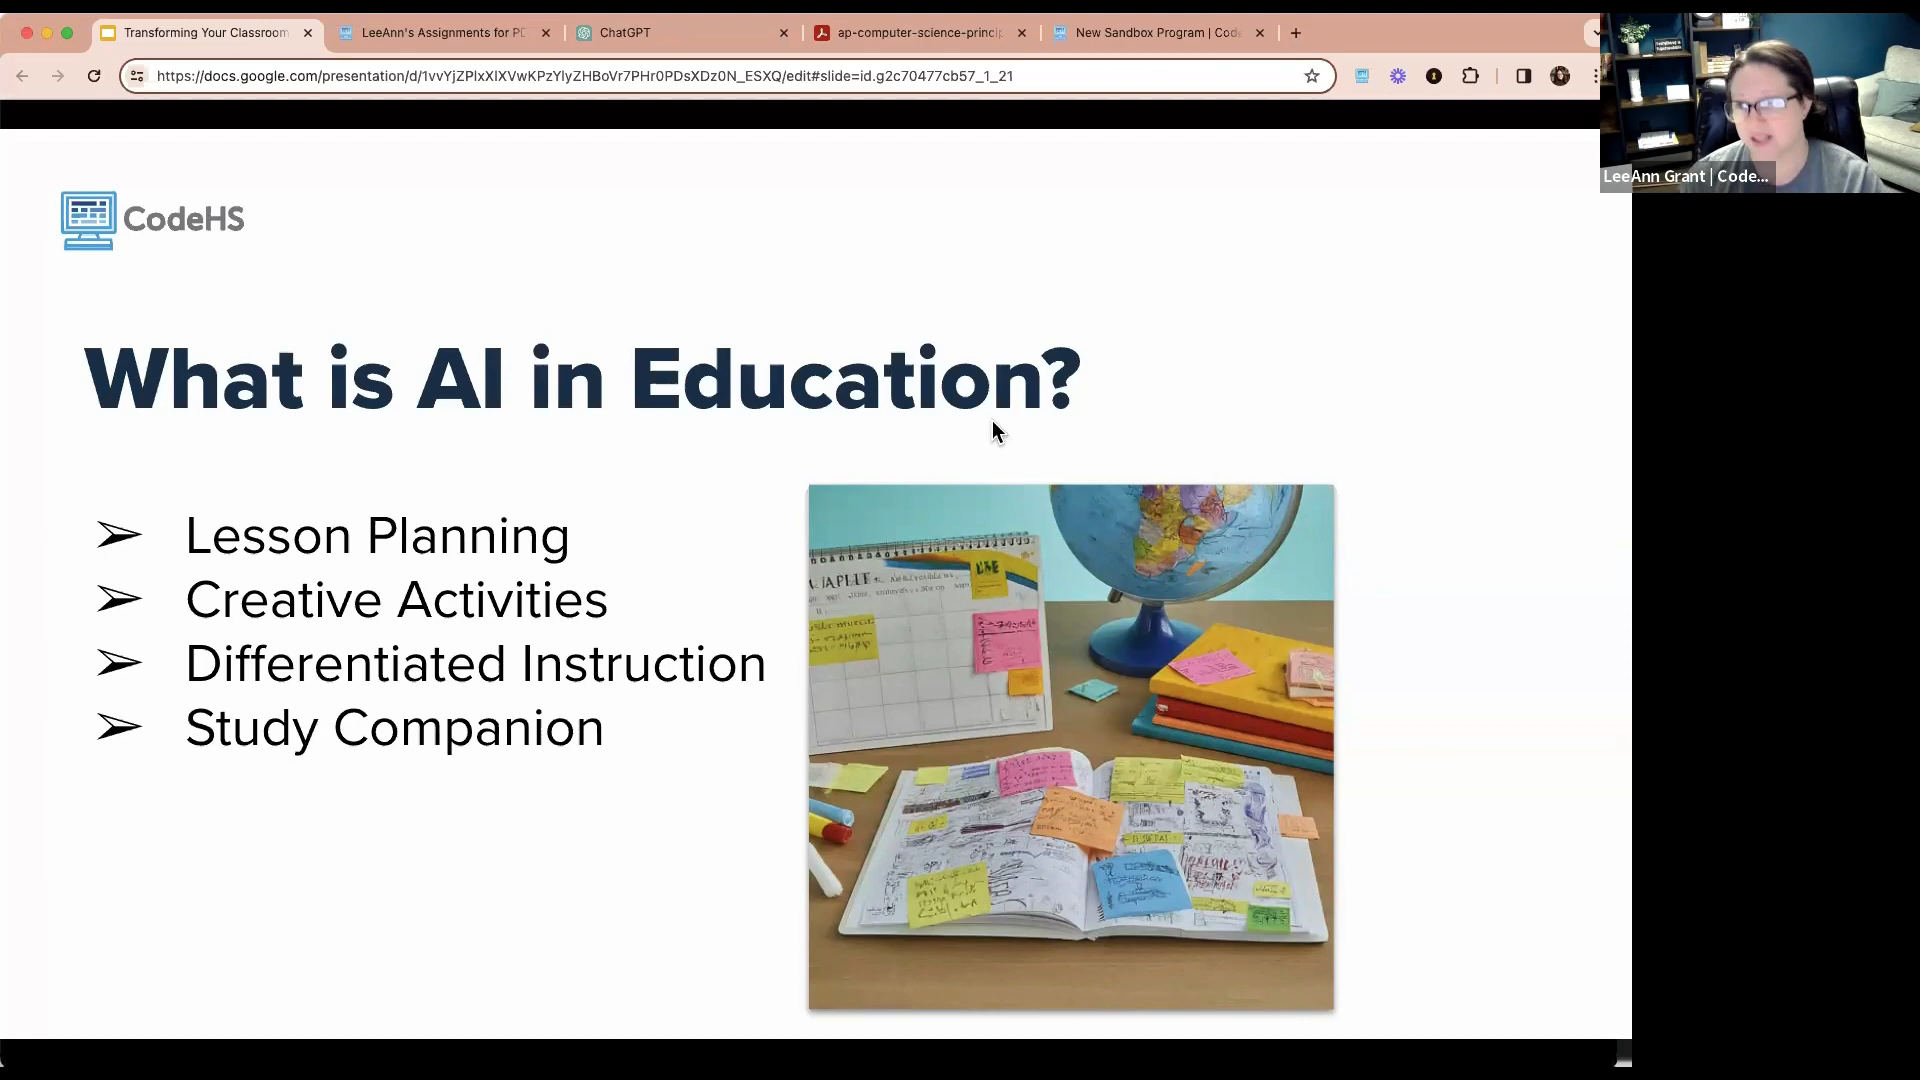 Transforming Your Classroom
LeeAnn's Assignments for PD
ChatGPT
ap-computer-science-princip
New Sandbox Program | Code
https://docs.google.com/presentation/d/1vvYjZPIxXlXVwKPzYlyZHBoVr7PHr0PDsXDz0N_ESXQ/edit#slide=id.g2c70477cb57_1_21
LeeAnn Grant | Code...
CodeHS
What is AI in Education?
➢ Lesson Planning
➢ Creative Activities
➢ Differentiated Instruction
➢ Study Companion